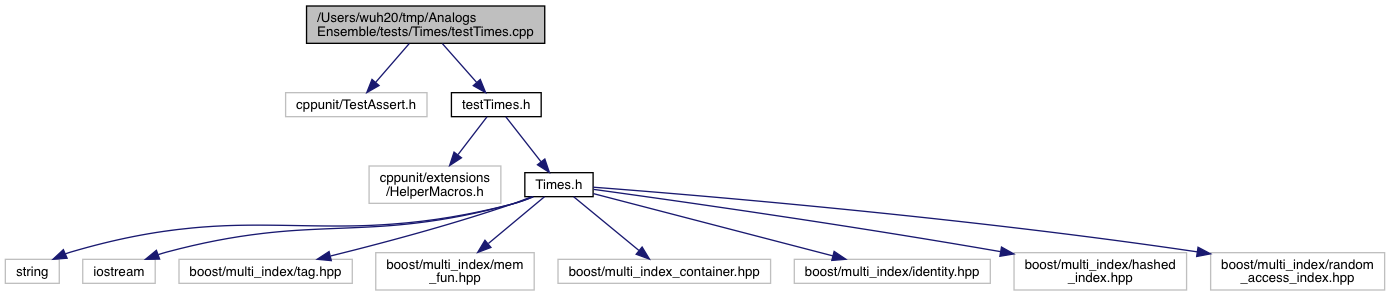 /Users/wuh20/tmp/Analogs
Ensemble/tests/Times/testTimes.cpp
cppunit/TestAssert.h
testTimes.h
cppunit/extensions
/HelperMacros.h
Times.h
string
iostream
boost/multi_index/tag.hpp
boost/multi_index/mem
_fun.hpp
boost/multi_index_container.hpp
boost/multi_index/identity.hpp
boost/multi_index/hashed
_index.hpp
boost/multi_index/random
_access_index.hpp